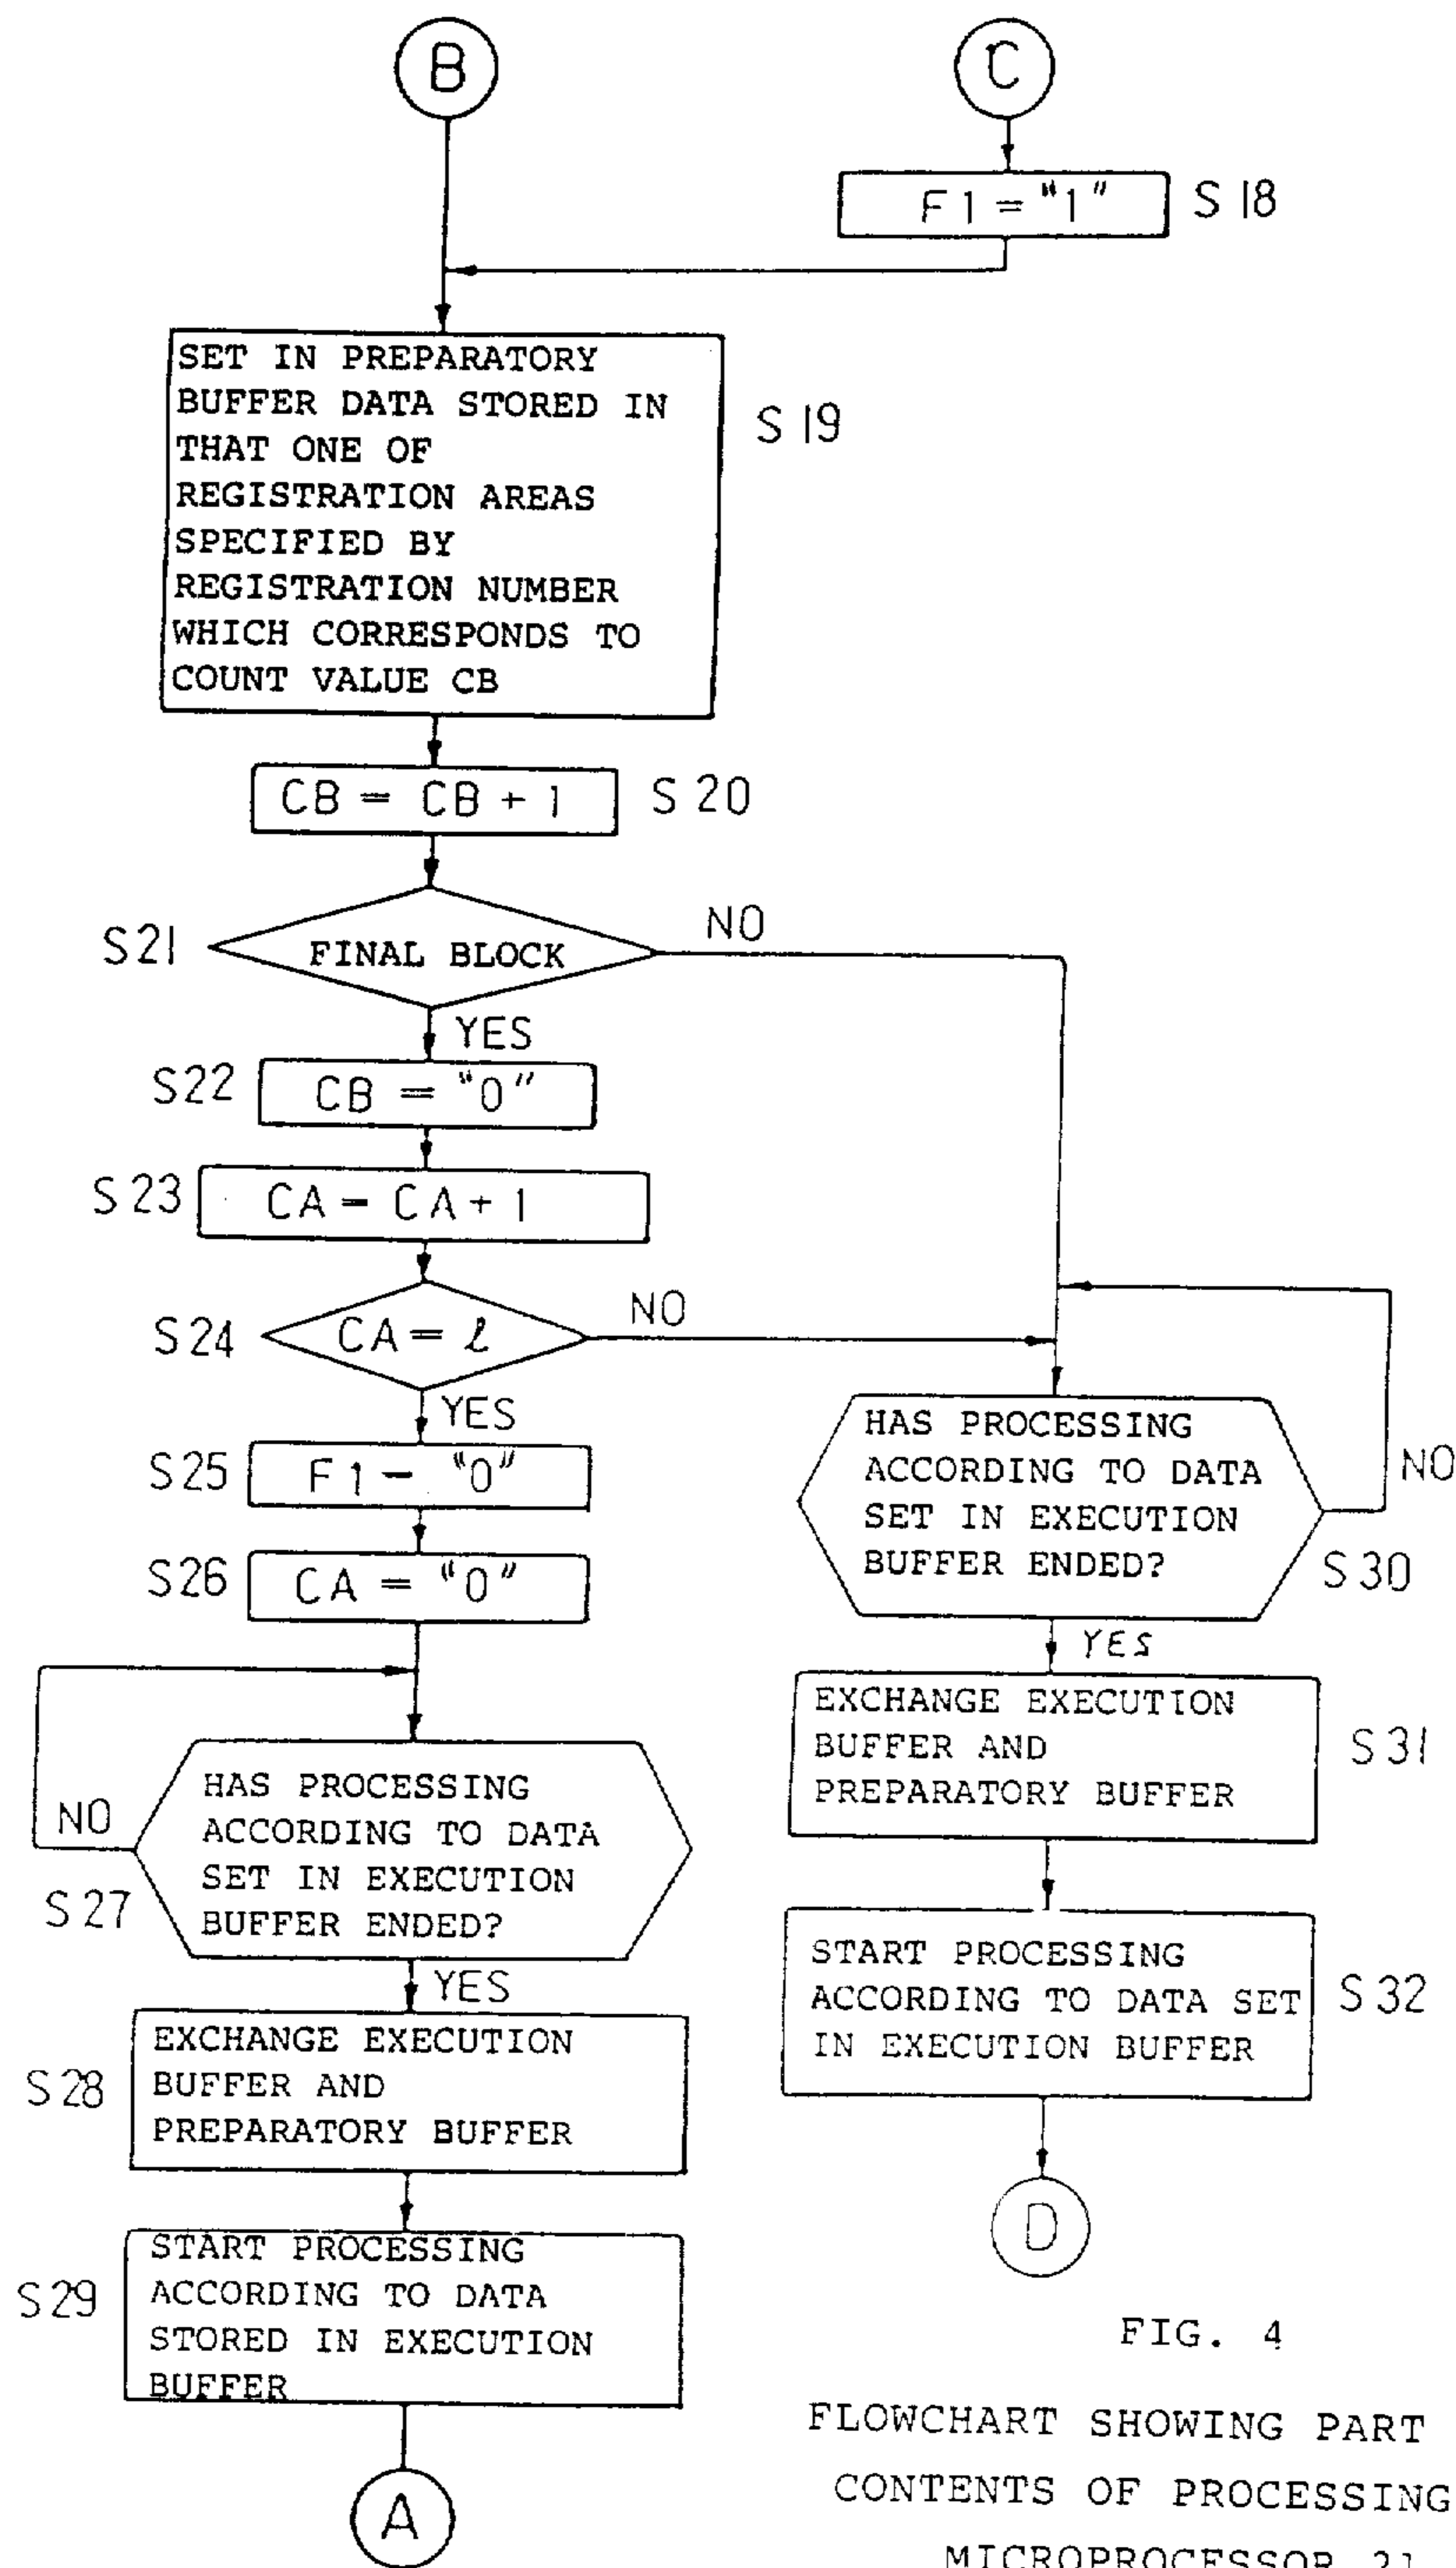 B
C
F1 = "1"
S18
SET IN PREPARATORY
BUFFER DATA STORED IN
THAT ONE OF
REGISTRATION AREAS
SPECIFIED BY
REGISTRATION NUMBER
WHICH CORRESPONDS TO
COUNT VALUE CB
S19
CB = CB + 1
S20
S21
FINAL BLOCK
NO
YES
S22
CB = "0"
S23
CA = CA + 1
S24
CA = ℓ
NO
YES
S25
F1 - "0"
S26
CA = "0"
HAS PROCESSING
ACCORDING TO DATA
SET IN EXECUTION
BUFFER ENDED?
NO
S27
YES
S28
EXCHANGE EXECUTION
BUFFER AND
PREPARATORY BUFFER
S29
START PROCESSING
ACCORDING TO DATA
STORED IN EXECUTION
BUFFER
A
HAS PROCESSING
ACCORDING TO DATA
SET IN EXECUTION
BUFFER ENDED?
NO
S30
YES
EXCHANGE EXECUTION
BUFFER AND
PREPARATORY BUFFER
S31
START PROCESSING
ACCORDING TO DATA SET
IN EXECUTION BUFFER
S32
D
FIG. 4
FLOWCHART SHOWING PART
CONTENTS OF PROCESSING
MICROPROCESSOR 21